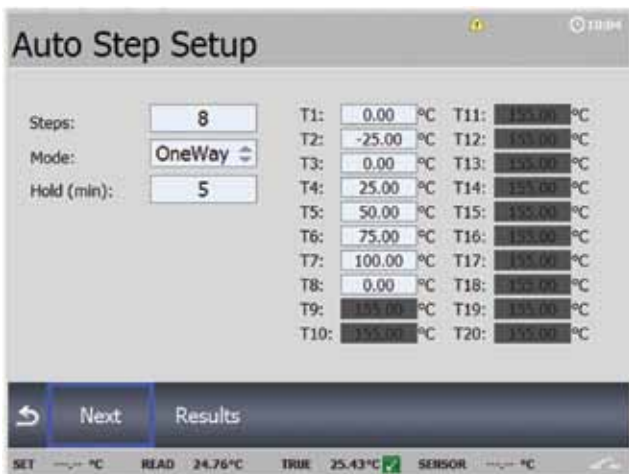 Auto Step Setup
10:04
Steps: 8
Mode: OneWay
Hold (min): 5
T1: 0.00 °C T11: 155.00 °C
T2: -25.00 °C T12: 155.00 °C
T3: 0.00 °C T13: 155.00 °C
T4: 25.00 °C T14: 155.00 °C
T5: 50.00 °C T15: 155.00 °C
T6: 75.00 °C T16: 155.00 °C
T7: 100.00 °C T17: 155.00 °C
T8: 0.00 °C T18: 155.00 °C
T9: 155.00 °C T19: 155.00 °C
T10: 155.00 °C T20: 155.00 °C
Next Results
SET --.-- °C READ 24.76°C TRUE 25.43°C SENSOR --.-- °C